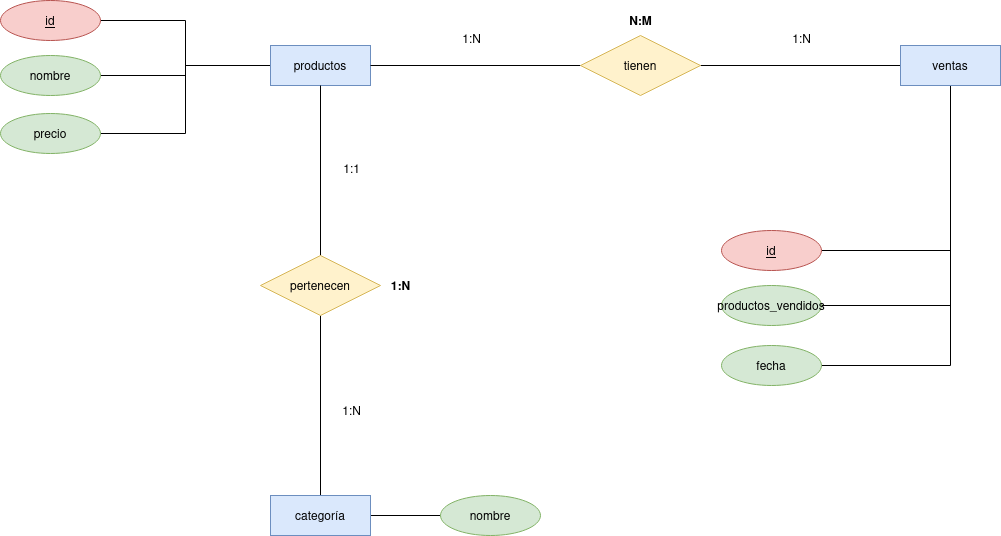 N:M
id
1:N
1:N
productos
tienen
ventas
nombre
precio
1:1
id
pertenecen
1:N
productos_vendidos
fecha
1:N
categoría
nombre